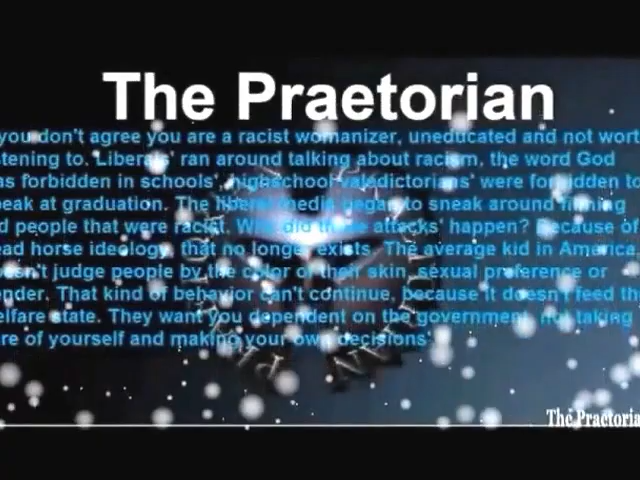 The Praetorian
you don't agree you are a racist womanizer, uneducated and not wort
stening to. 'Liberals' ran around talking about racism, the word God
as forbidden in schools', highschool valedictorians' were forbidden to
eak at graduation. The liberal media began to sneak around filming
d people that were racist. Why did these attacks' happen? Because of
ead horse ideology, that no longer exists. The average kid in America
esn't judge people by the color of their skin, sexual preference or
ender. That kind of behavior can't continue, because it doesn't feed th
elfare state. They want you dependent on the government, not taking
are of yourself and making your own decisions'
The Praetoria